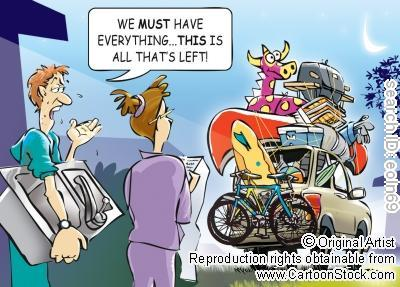 WE MUST HAVE
EVERYTHING...THIS IS
ALL THAT'S LEFT!
search ID: eoln69
© Original Artist
Reproduction rights obtainable from
www.CartoonStock.com